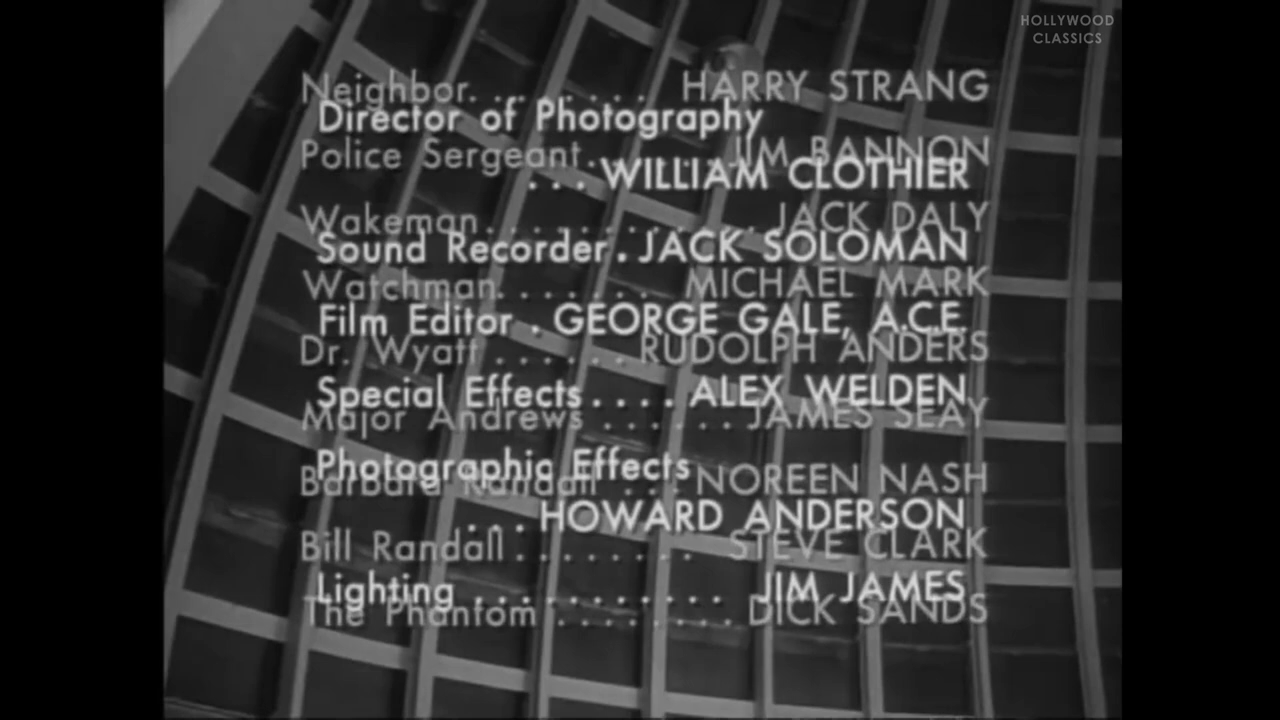 HOLLYWOOD
CLASSICS
Neighbor. . . . . . . . HARRY STRANG
Director of Photography
Police Sergeant. . . . . JIM BANNON
. . . WILLIAM CLOTHIER
Wakeman . . . . . . . . . . . JACK DALY
Sound Recorder . JACK SOLOMAN
Watchman. . . . . . . . MICHAEL MARK
Film Editor . GEORGE GALE, A.C.E.
Dr. Wyatt . . . . . . RUDOLPH ANDERS
Special Effects . . . . ALEX WELDEN
Major Andrews . . . . . . JAMES SEAY
Photographic Effects
Barbara Randall . . . NOREEN NASH
. . . HOWARD ANDERSON
Bill Randall . . . . . . . . STEVE CLARK
Lighting . . . . . . . . . . . JIM JAMES
The Phantom . . . . . . . . DICK SANDS